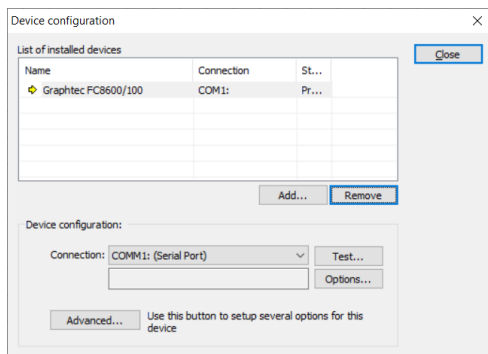 Device configuration
List of installed devices
Close
Name Connection St...
Graphtec FC8600/100 COM1: Pr...
Add... Remove
Device configuration:
Connection: COMM1: (Serial Port) Test...
Options...
Advanced... Use this button to setup several options for this
device